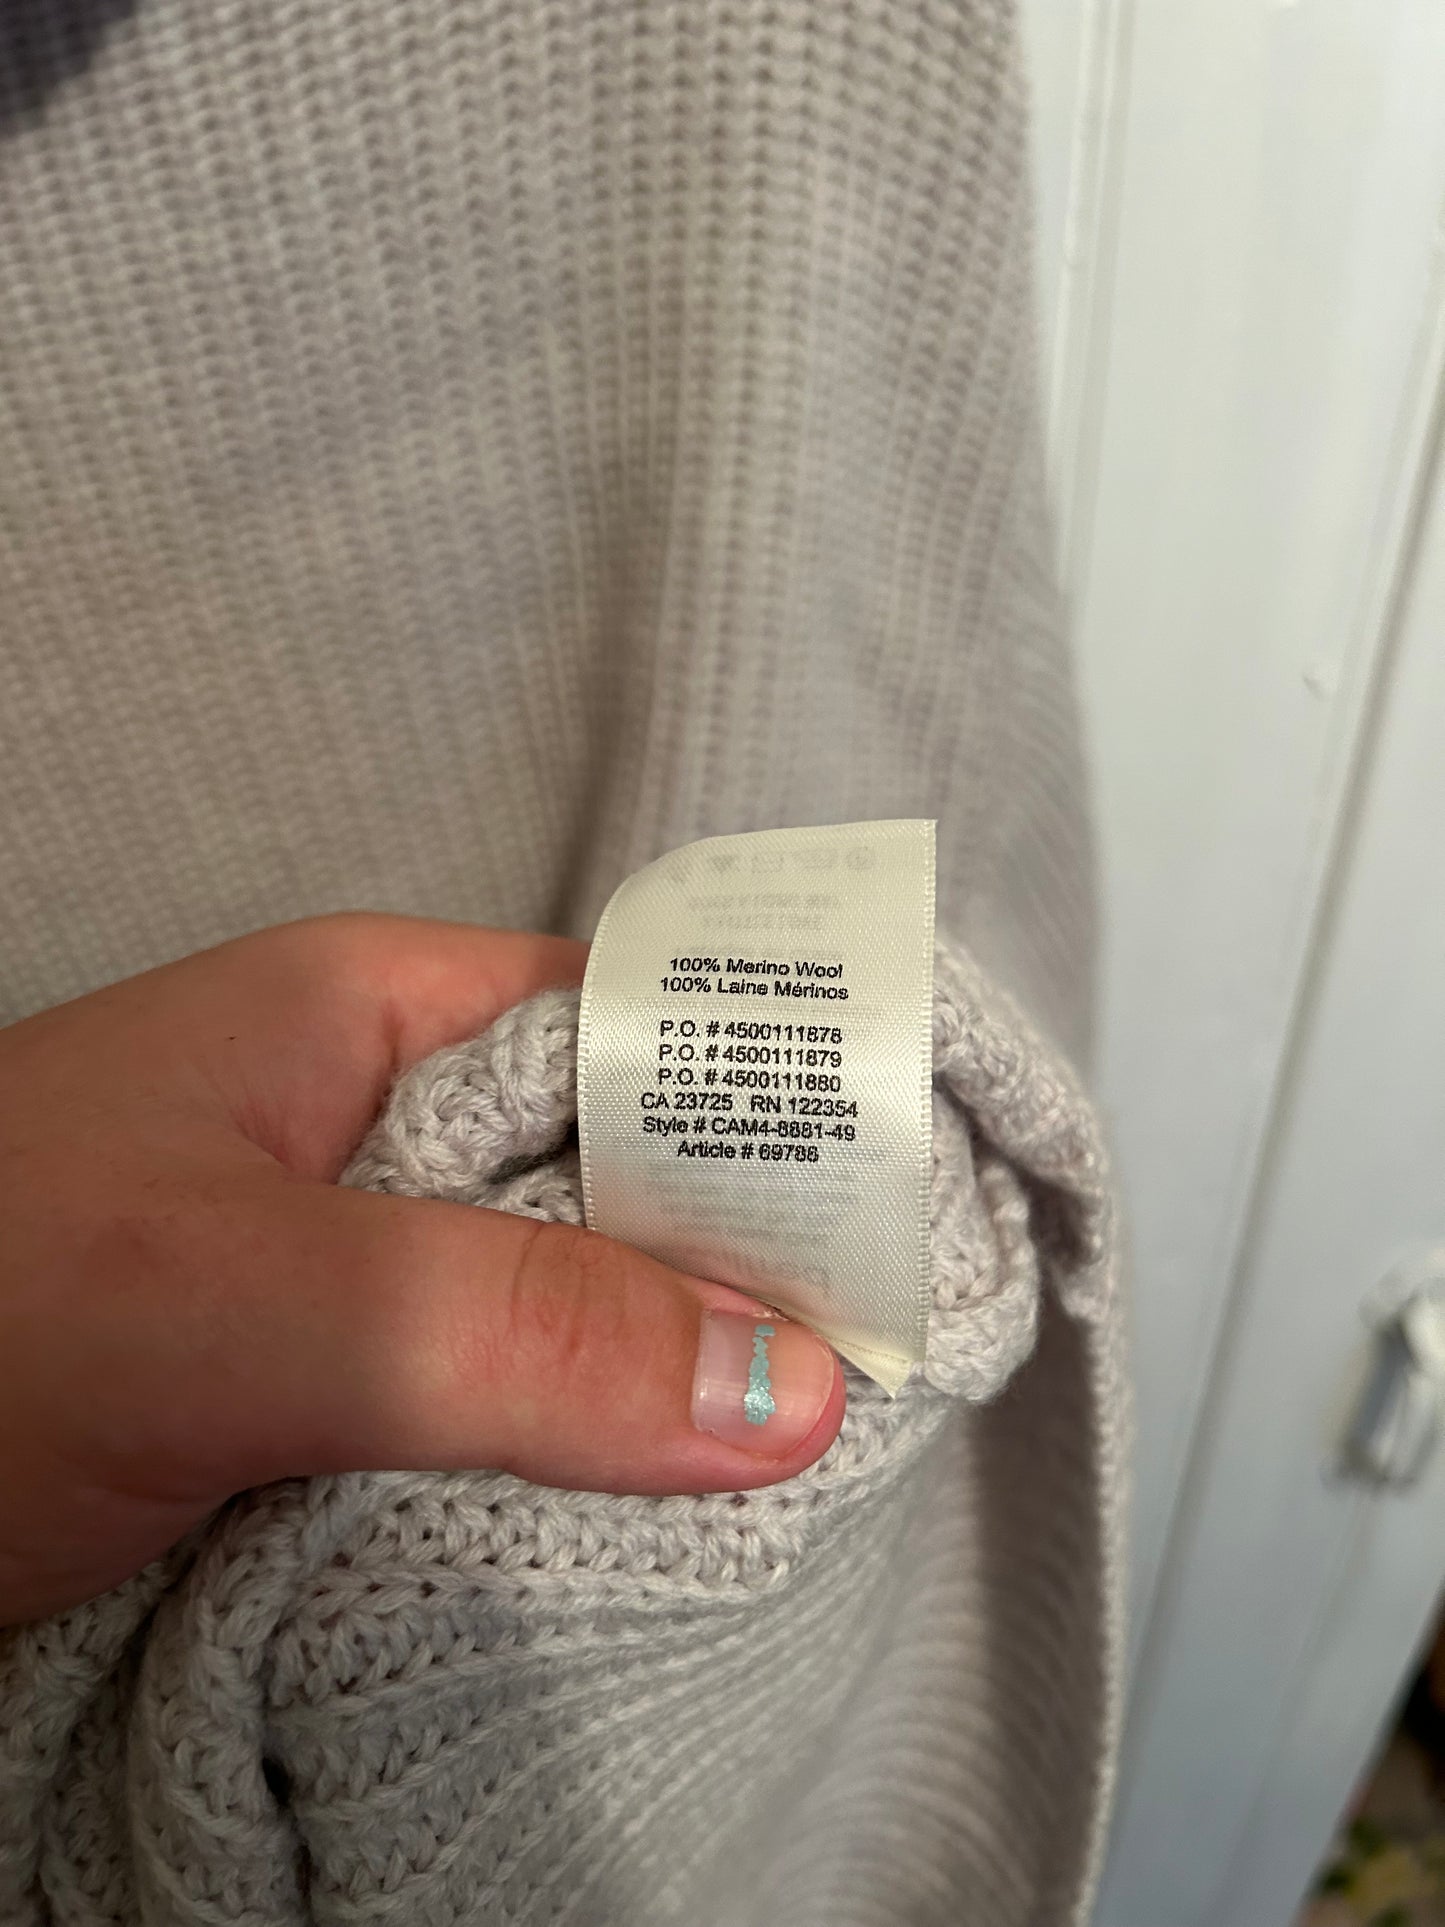 100% Merino Wool
100% Laine Mérinos
P.O. # 4500111878
P.O. # 4500111879
P.O. # 4500111880
CA 23725 RN 122354
Style # CAM4-8881-49
Article # 69786